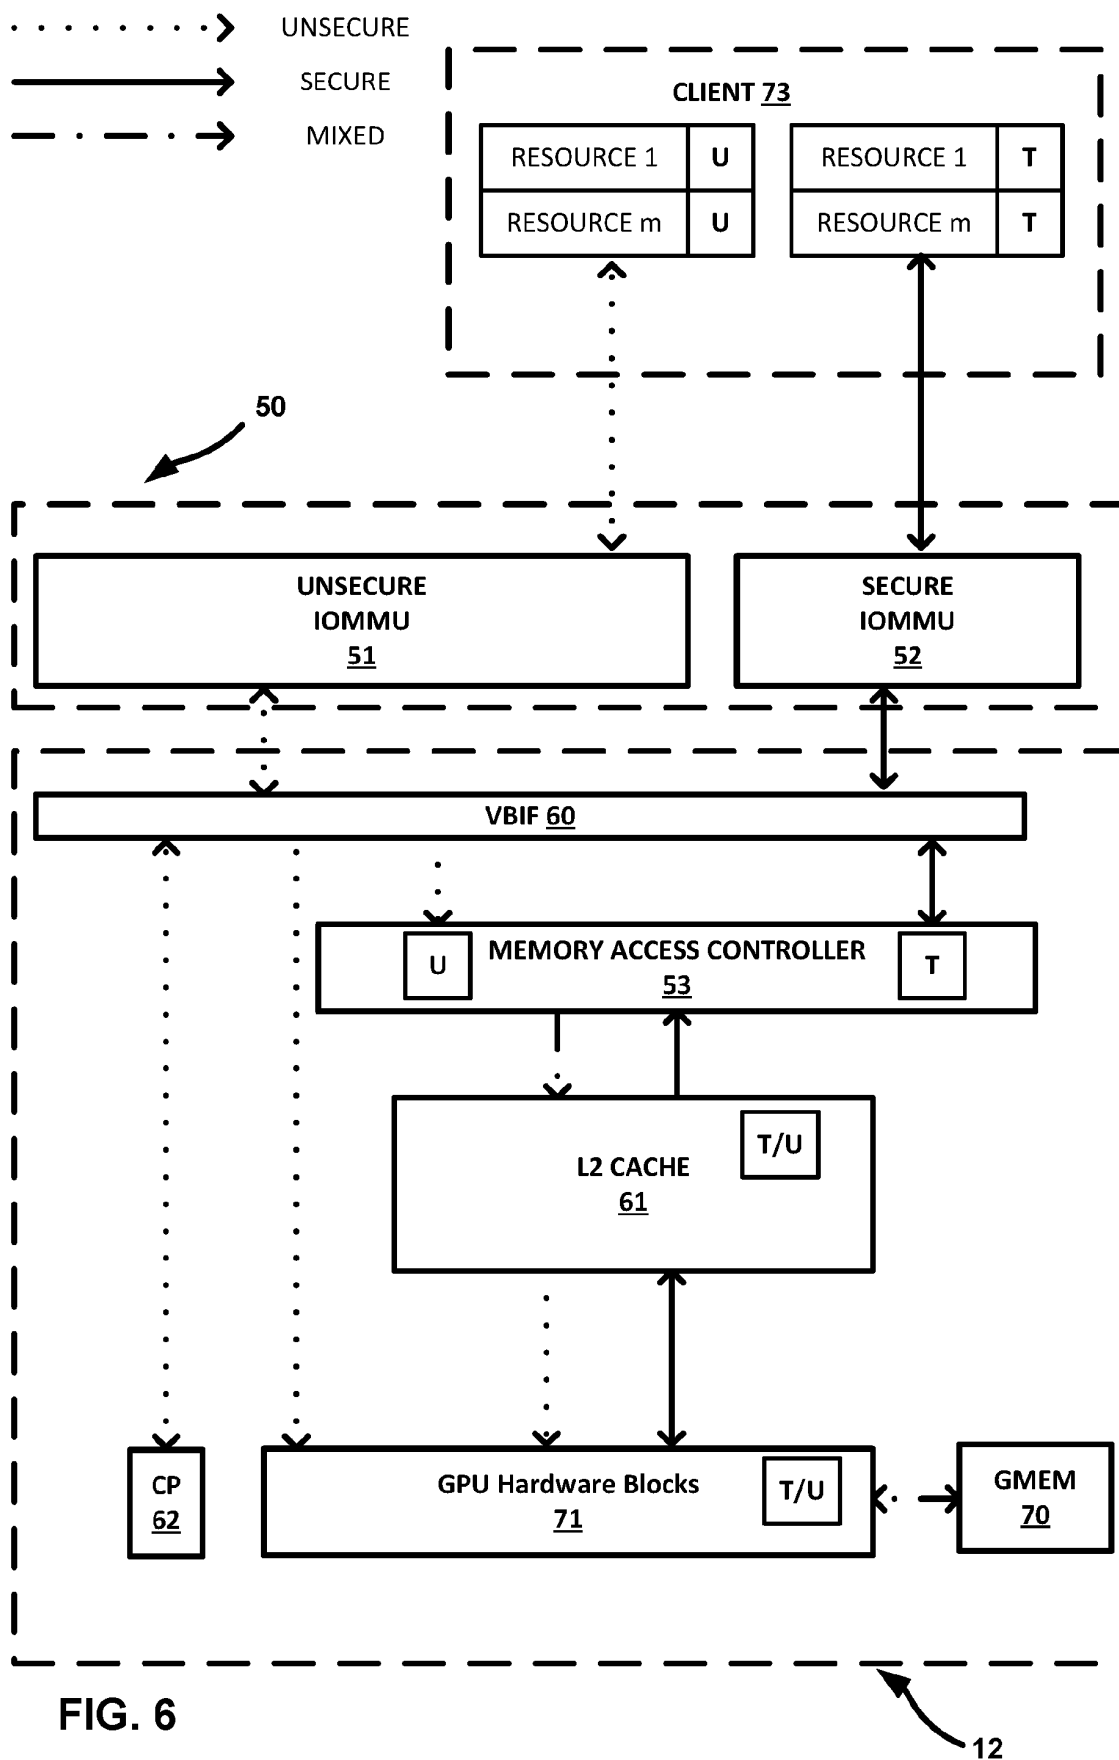 UNSECURE
SECURE
MIXED
CLIENT 73
RESOURCE 1 U
RESOURCE m U
RESOURCE 1 T
RESOURCE m T
50
UNSECURE
IOMMU
51
SECURE
IOMMU
52
VBIF 60
U
MEMORY ACCESS CONTROLLER
53
T
L2 CACHE
61
T/U
CP
62
GPU Hardware Blocks
71
T/U
GMEM
70
FIG. 6
12